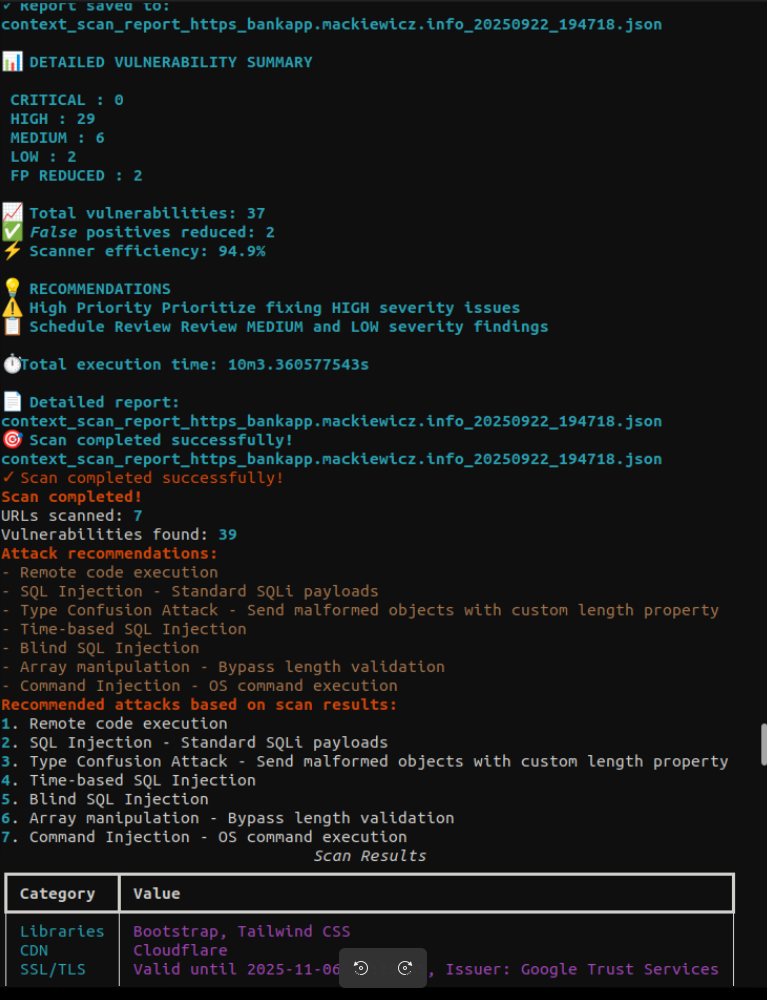 ✓ Report saved to:
context_scan_report_https_bankapp.mackiewicz.info_20250922_194718.json
📊 DETAILED VULNERABILITY SUMMARY
CRITICAL : 0
HIGH : 29
MEDIUM : 6
LOW : 2
FP REDUCED : 2
📈 Total vulnerabilities: 37
✅ False positives reduced: 2
⚡ Scanner efficiency: 94.9%
💡 RECOMMENDATIONS
⚠️ High Priority Prioritize fixing HIGH severity issues
📋 Schedule Review Review MEDIUM and LOW severity findings
⏱️Total execution time: 10m3.360577543s
📄 Detailed report:
context_scan_report_https_bankapp.mackiewicz.info_20250922_194718.json
🎯 Scan completed successfully!
context_scan_report_https_bankapp.mackiewicz.info_20250922_194718.json
✓ Scan completed successfully!
Scan completed!
URLs scanned: 7
Vulnerabilities found: 39
Attack recommendations:
- Remote code execution
- SQL Injection - Standard SQLi payloads
- Type Confusion Attack - Send malformed objects with custom length property
- Time-based SQL Injection
- Blind SQL Injection
- Array manipulation - Bypass length validation
- Command Injection - OS command execution
Recommended attacks based on scan results:
1. Remote code execution
2. SQL Injection - Standard SQLi payloads
3. Type Confusion Attack - Send malformed objects with custom length property
4. Time-based SQL Injection
5. Blind SQL Injection
6. Array manipulation - Bypass length validation
7. Command Injection - OS command execution
Scan Results
Category Value
Libraries Bootstrap, Tailwind CSS
CDN Cloudflare
SSL/TLS Valid until 2025-11-06 , Issuer: Google Trust Services